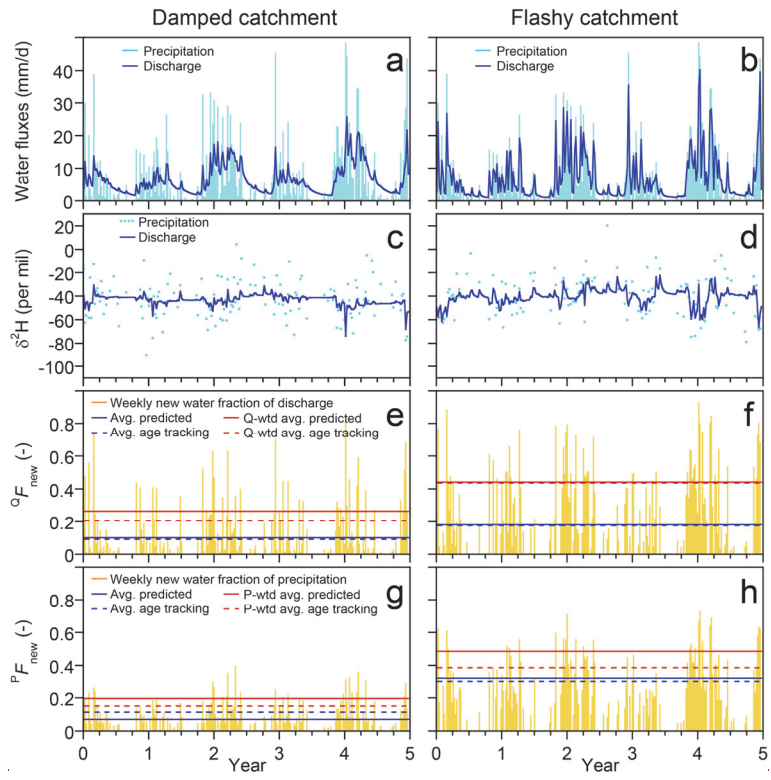 Damped catchment
Flashy catchment
Water fluxes (mm/d)
40
30
20
10
0
Precipitation
Discharge
a
Precipitation
Discharge
b
δ²H (per mil)
20
0
-20
-40
-60
-80
-100
Precipitation
Discharge
c
d
QFnew (-)
0.8
0.6
0.4
0.2
0
Weekly new water fraction of discharge
Avg. predicted
Q-wtd avg. predicted
Avg. age tracking
Q-wtd avg. age tracking
e
f
PFnew (-)
0.8
0.6
0.4
0.2
0
Weekly new water fraction of precipitation
Avg. predicted
P-wtd avg. predicted
Avg. age tracking
P-wtd avg. age tracking
g
h
0 1 2 3 4 5
0 1 2 3 4 5
Year
Year